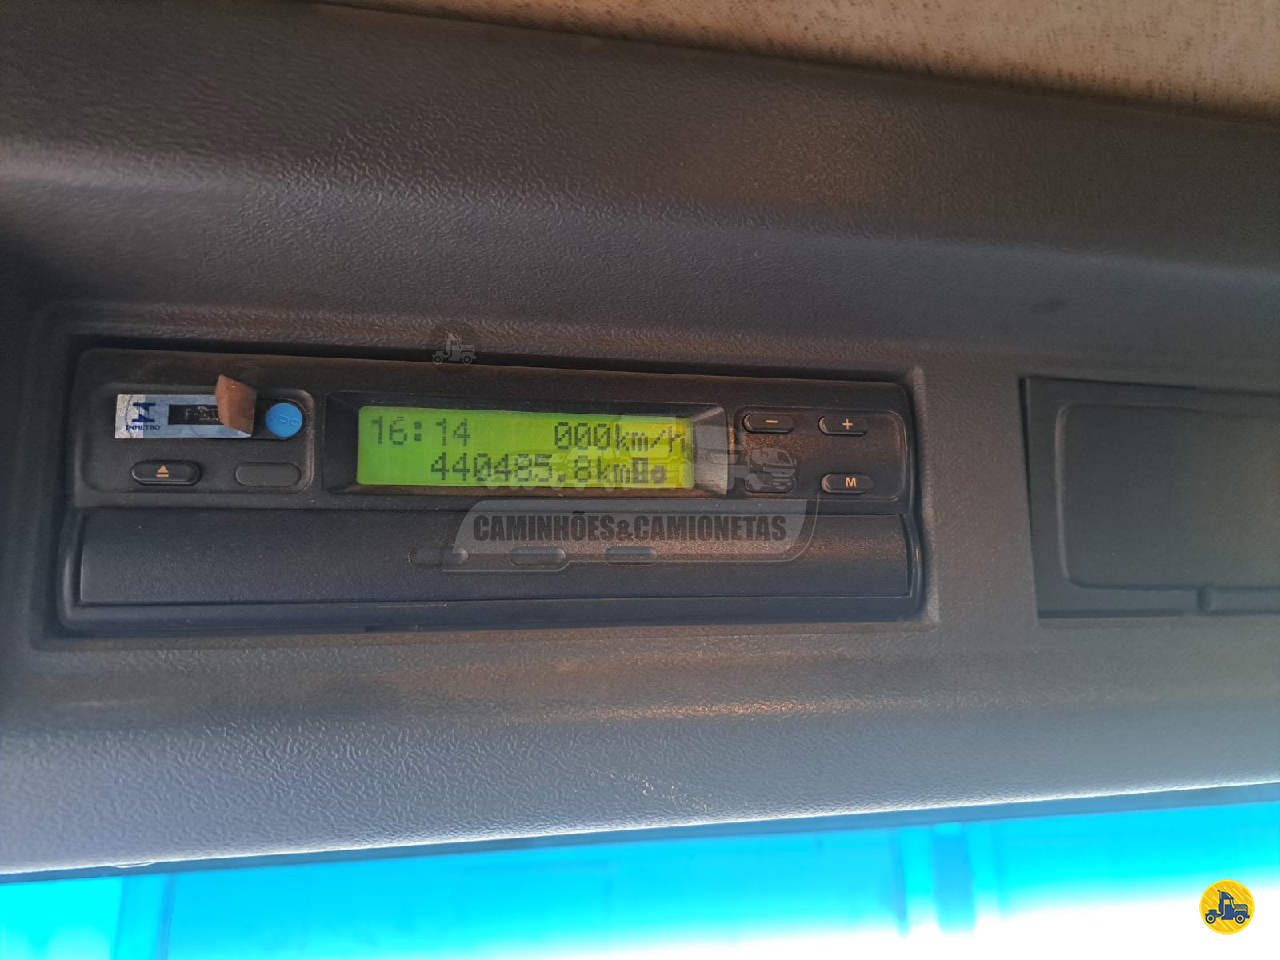 16:14 000km/h
440485,8km
INMETRO
M
CAMINHÕES&CAMIONETAS